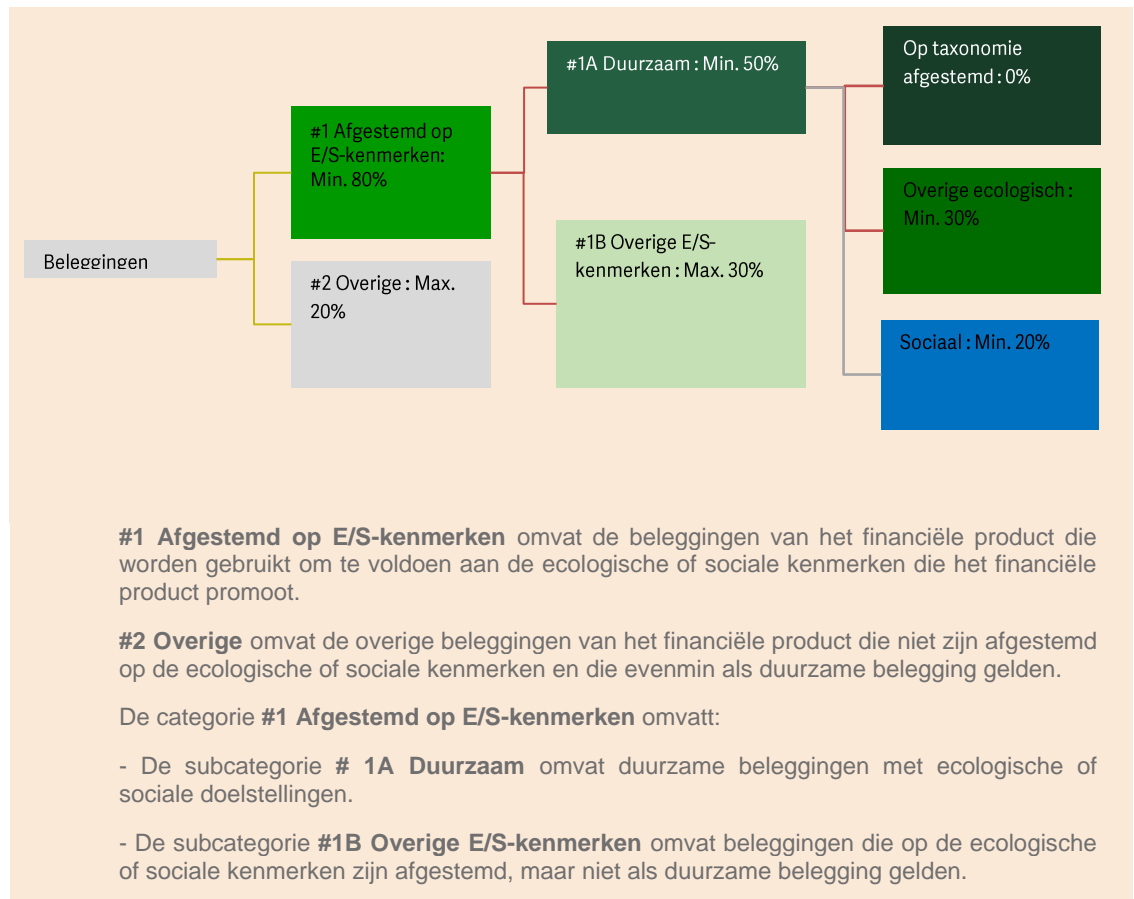 Beleggingen
#1 Afgestemd op
E/S-kenmerken:
Min. 80%
#2 Overige : Max.
20%
#1A Duurzaam : Min. 50%
#1B Overige E/S-
kenmerken : Max. 30%
Op taxonomie
afgestemd : 0%
Overige ecologisch :
Min. 30%
Sociaal : Min. 20%
#1 Afgestemd op E/S-kenmerken omvat de beleggingen van het financiële product die
worden gebruikt om te voldoen aan de ecologische of sociale kenmerken die het financiële
product promoot.
#2 Overige omvat de overige beleggingen van het financiële product die niet zijn afgestemd
op de ecologische of sociale kenmerken en die evenmin als duurzame belegging gelden.
De categorie #1 Afgestemd op E/S-kenmerken omvatt:
- De subcategorie # 1A Duurzaam omvat duurzame beleggingen met ecologische of
sociale doelstellingen.
- De subcategorie #1B Overige E/S-kenmerken omvat beleggingen die op de ecologische
of sociale kenmerken zijn afgestemd, maar niet als duurzame belegging gelden.